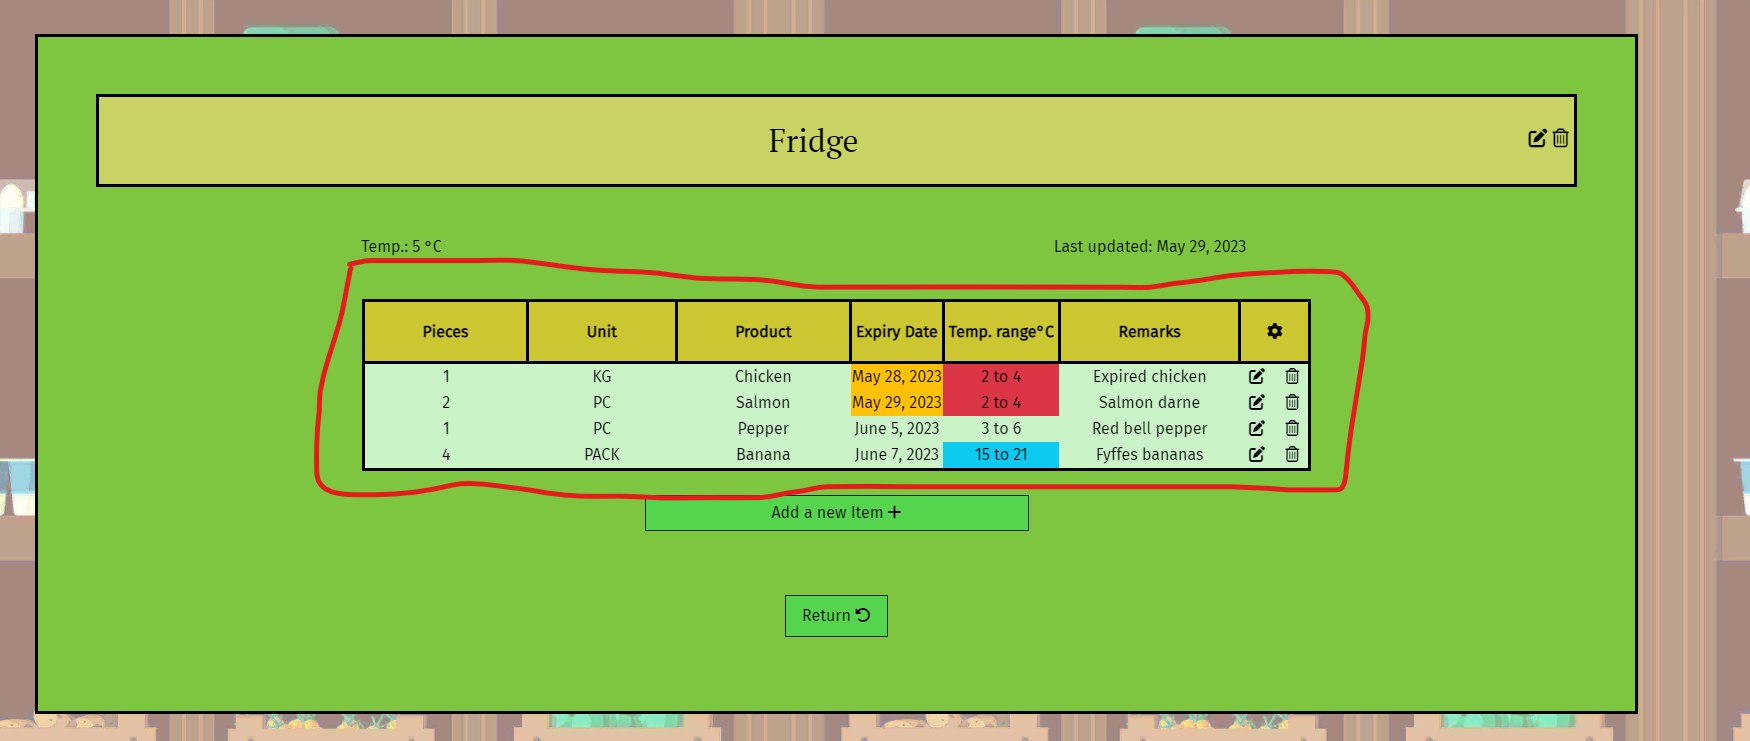 Fridge
Temp.: 5 °C Last updated: May 29, 2023
Pieces Unit Product Expiry Date Temp. range°C Remarks
1 KG Chicken May 28, 2023 2 to 4 Expired chicken
2 PC Salmon May 29, 2023 2 to 4 Salmon darne
1 PC Pepper June 5, 2023 3 to 6 Red bell pepper
4 PACK Banana June 7, 2023 15 to 21 Fyffes bananas
Add a new Item +
Return